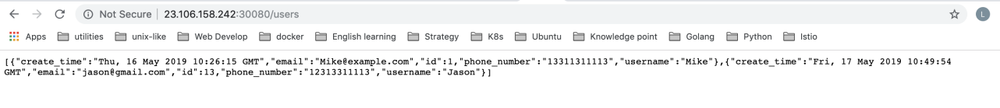 Not Secure | 23.106.158.242:30080/users
L
Apps utilities unix-like Web Develop docker English learning Strategy K8s Ubuntu Knowledge point Golang Python Istio
[{"create_time":"Thu, 16 May 2019 10:26:15 GMT","email":"Mike@example.com","id":1,"phone_number":"13311311113","username":"Mike"},{"create_time":"Fri, 17 May 2019 10:49:54
GMT","email":"jason@gmail.com","id":13,"phone_number":"12313311113","username":"Jason"}]